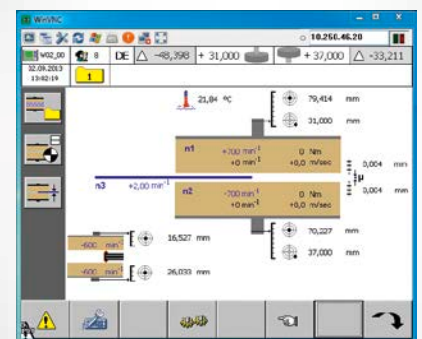 WinVNC
10.250.46.20
W02_00 8 DE △ -48,398 + 31,000 + 37,000 △ -33,211
02.09.2013
13:02:19
1
21,84 °C
79,414 mm
31,000 mm
n1 +700 min-1 0 Nm
+0 min-1 +0,0 m/sec
0,004 mm
n3 +2,00 min-1
µ
n2 -700 min-1 0 Nm
+0 min-1 +0,0 m/sec
0,004 mm
16,527 mm
70,227 mm
-600 min-1
37,000 mm
-600 min-1
26,033 mm